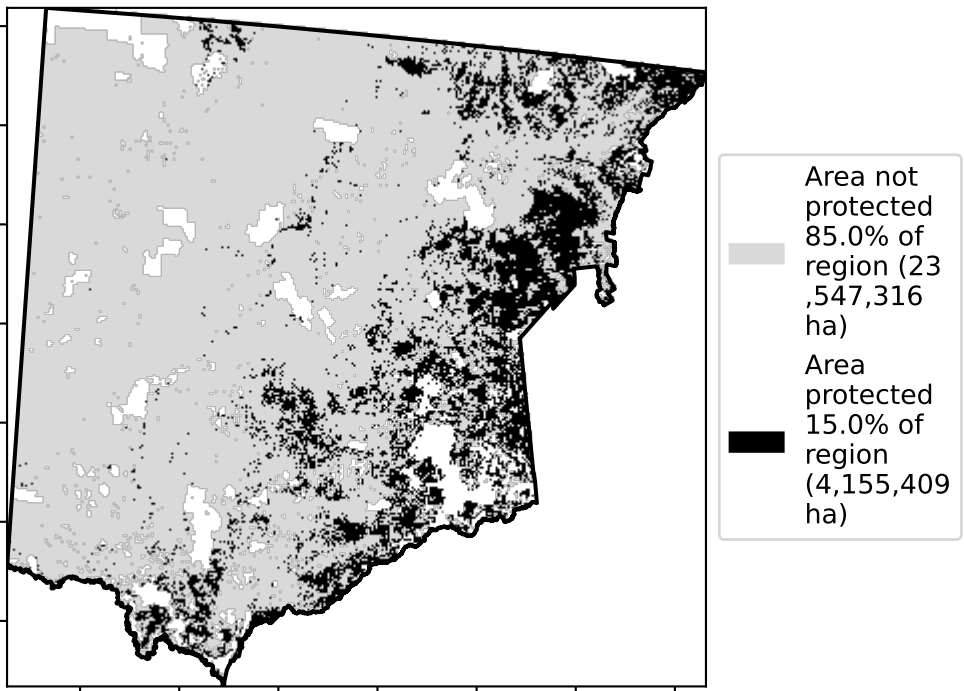 Area not
protected
85.0% of
region (23
,547,316
ha)
Area
protected
15.0% of
region
(4,155,409
ha)